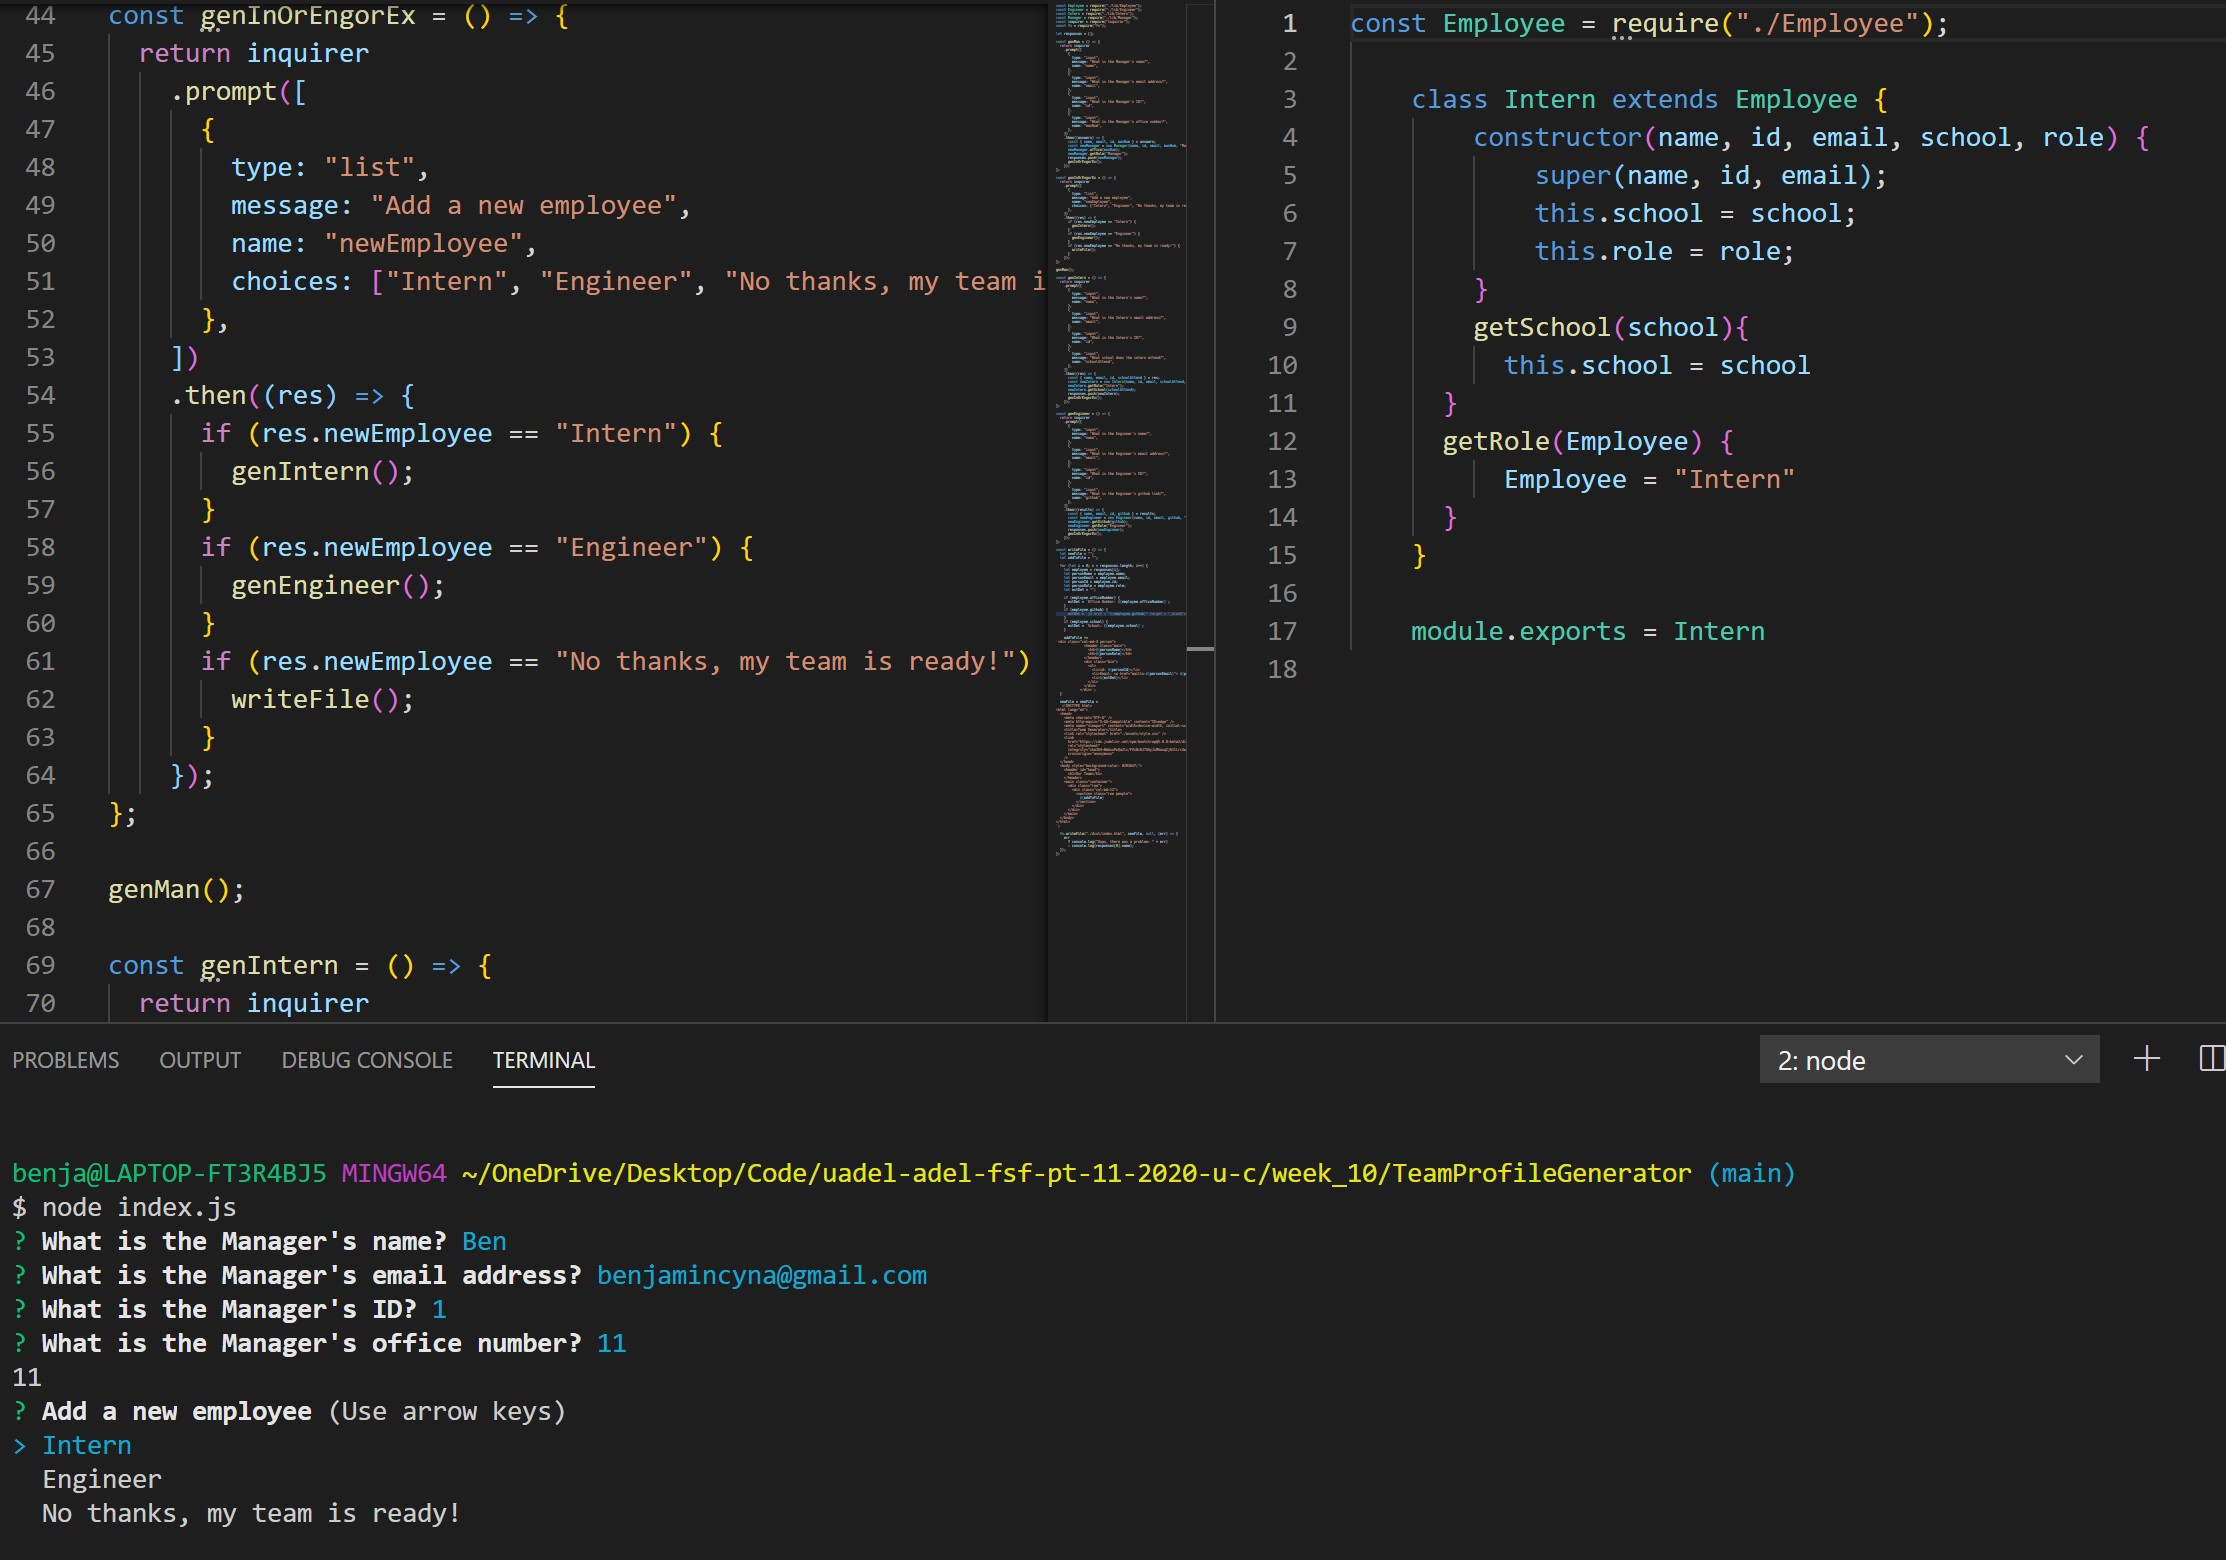 44 const genInOrEngorEx = () => {
45 return inquirer
46 .prompt([
47 {
48 type: "list",
49 message: "Add a new employee",
50 name: "newEmployee",
51 choices: ["Intern", "Engineer", "No thanks, my team i
52 },
53 ])
54 .then((res) => {
55 if (res.newEmployee == "Intern") {
56 genIntern();
57 }
58 if (res.newEmployee == "Engineer") {
59 genEngineer();
60 }
61 if (res.newEmployee == "No thanks, my team is ready!")
62 writeFile();
63 }
64 });
65 };
66
67 genMan();
68
69 const genIntern = () => {
70 return inquirer
1 const Employee = require("./Employee");
2
3 class Intern extends Employee {
4 constructor(name, id, email, school, role) {
5 super(name, id, email);
6 this.school = school;
7 this.role = role;
8 }
9 getSchool(school){
10 this.school = school
11 }
12 getRole(Employee) {
13 Employee = "Intern"
14 }
15 }
16
17 module.exports = Intern
18
PROBLEMS OUTPUT DEBUG CONSOLE TERMINAL 2: node
benja@LAPTOP-FT3R4BJ5 MINGW64 ~/OneDrive/Desktop/Code/uadel-adel-fsf-pt-11-2020-u-c/week_10/TeamProfileGenerator (main)
$ node index.js
? What is the Manager's name? Ben
? What is the Manager's email address? benjamincyna@gmail.com
? What is the Manager's ID? 1
? What is the Manager's office number? 11
11
? Add a new employee (Use arrow keys)
> Intern
Engineer
No thanks, my team is ready!